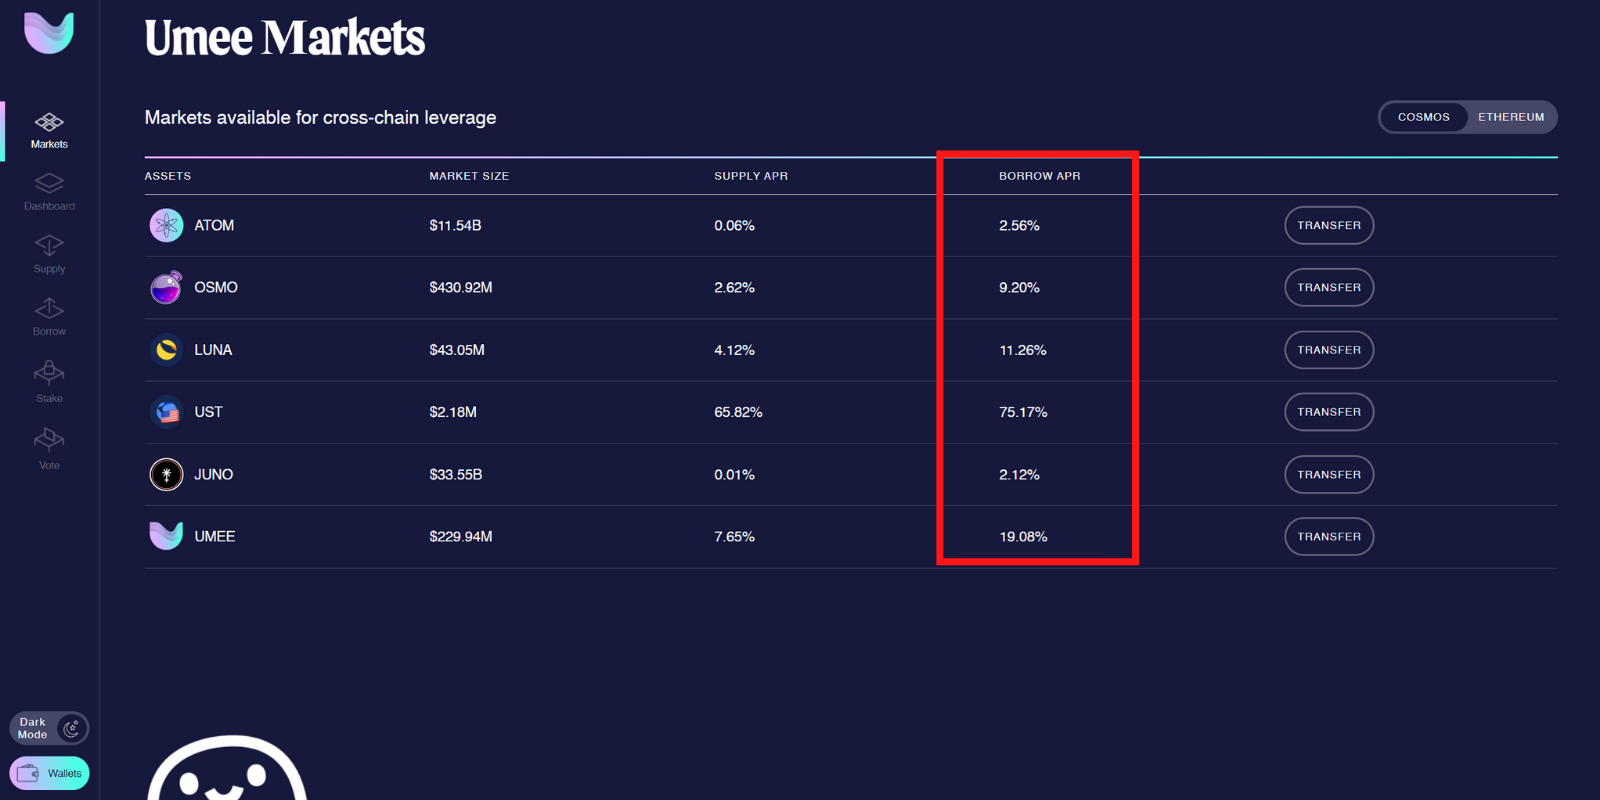 Umee Markets
Markets
Dashboard
Supply
Borrow
Stake
Vote
Dark
Mode
Wallets
Markets available for cross-chain leverage
COSMOS ETHEREUM
ASSETS MARKET SIZE SUPPLY APR BORROW APR
ATOM $11.54B 0.06% 2.56% TRANSFER
OSMO $430.92M 2.62% 9.20% TRANSFER
LUNA $43.05M 4.12% 11.26% TRANSFER
UST $2.18M 65.82% 75.17% TRANSFER
JUNO $33.55B 0.01% 2.12% TRANSFER
UMEE $229.94M 7.65% 19.08% TRANSFER